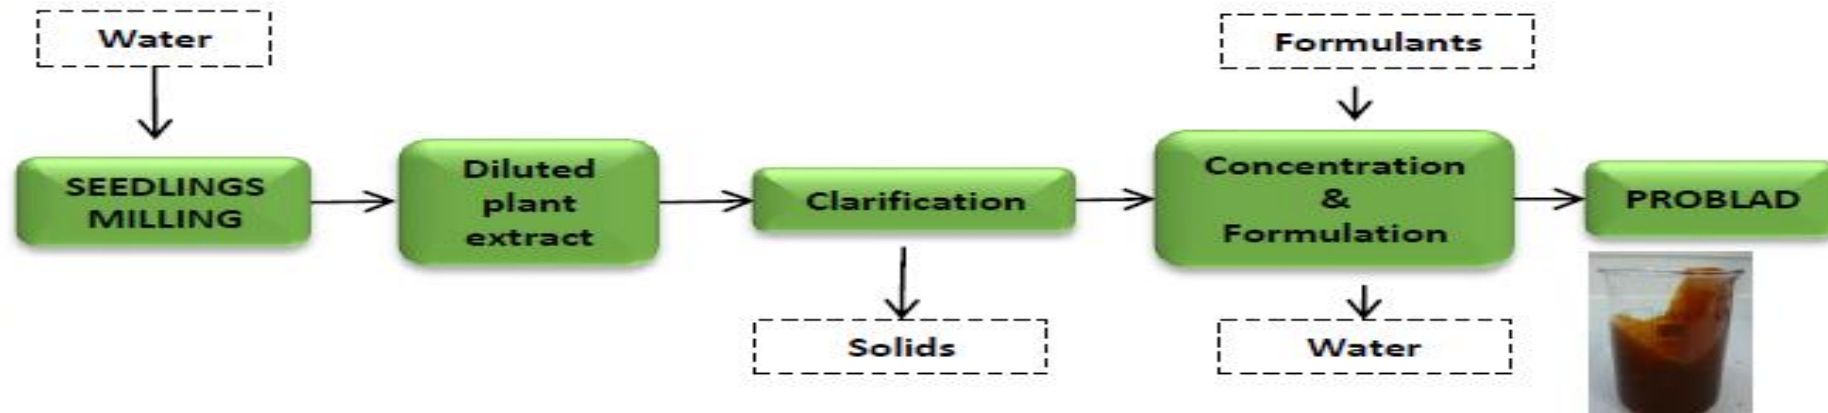 Water
Formulants
SEEDLINGS
MILLING
Diluted
plant
extract
Clarification
Concentration
&
Formulation
PROBLAD
Solids
Water